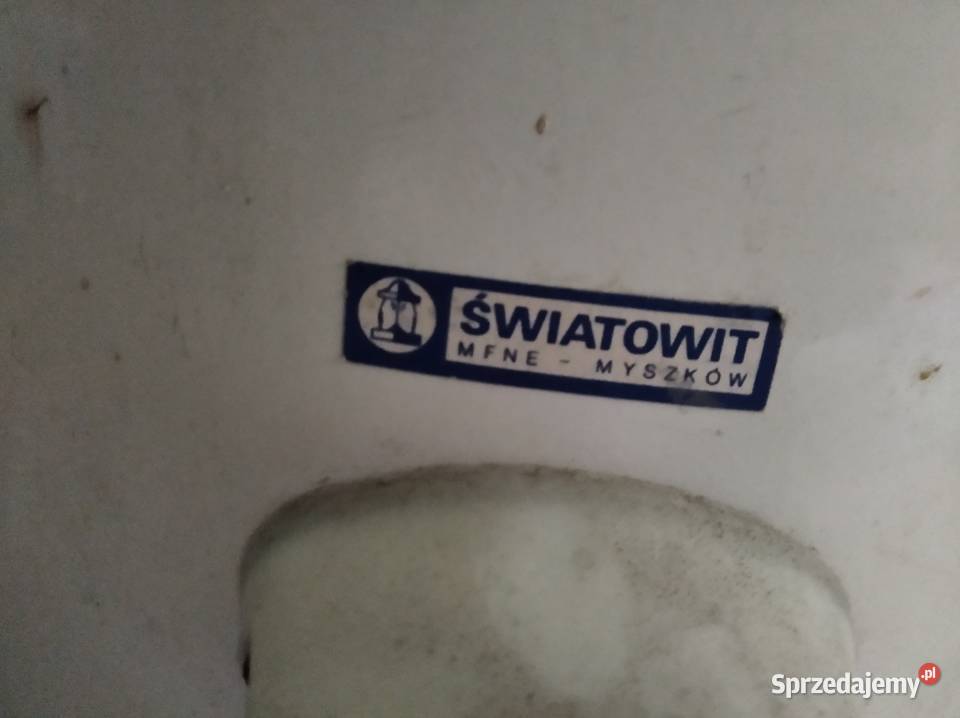 ŚWIATOWIT
MFNE - MYSZKÓW
Sprzedajemy.pl